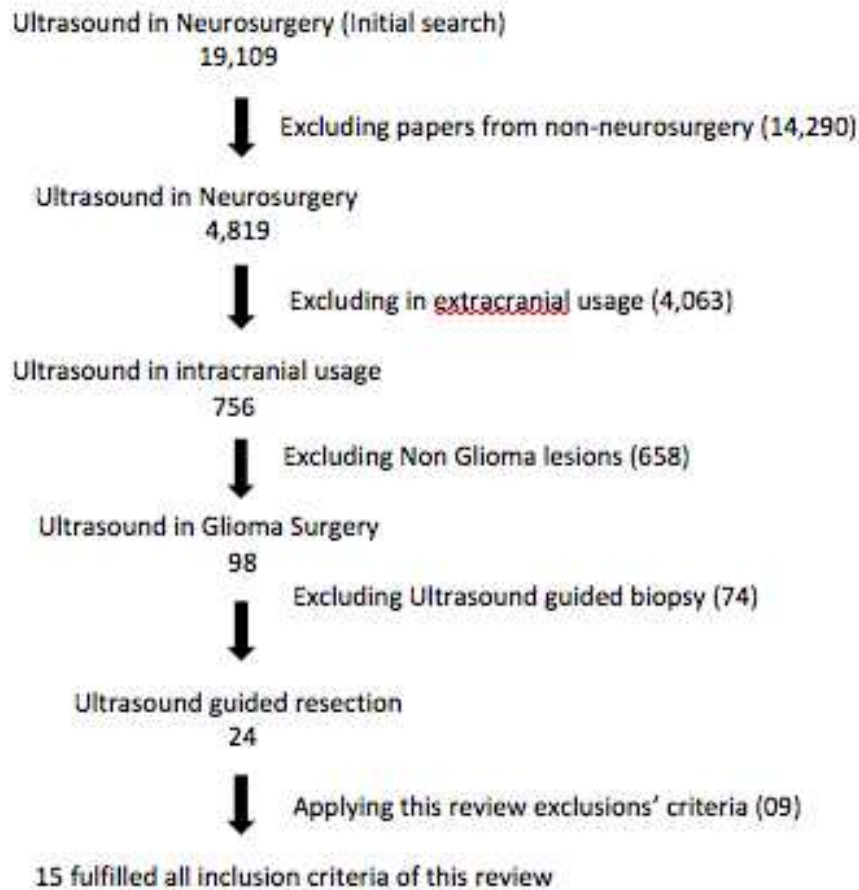 Ultrasound in Neurosurgery (Initial search)
19,109
Excluding papers from non-neurosurgery (14,290)
Ultrasound in Neurosurgery
4,819
Excluding in extracranial usage (4,063)
Ultrasound in intracranial usage
756
Excluding Non Glioma lesions (658)
Ultrasound in Glioma Surgery
98
Excluding Ultrasound guided biopsy (74)
Ultrasound guided resection
24
Applying this review exclusions' criteria (09)
15 fulfilled all inclusion criteria of this review